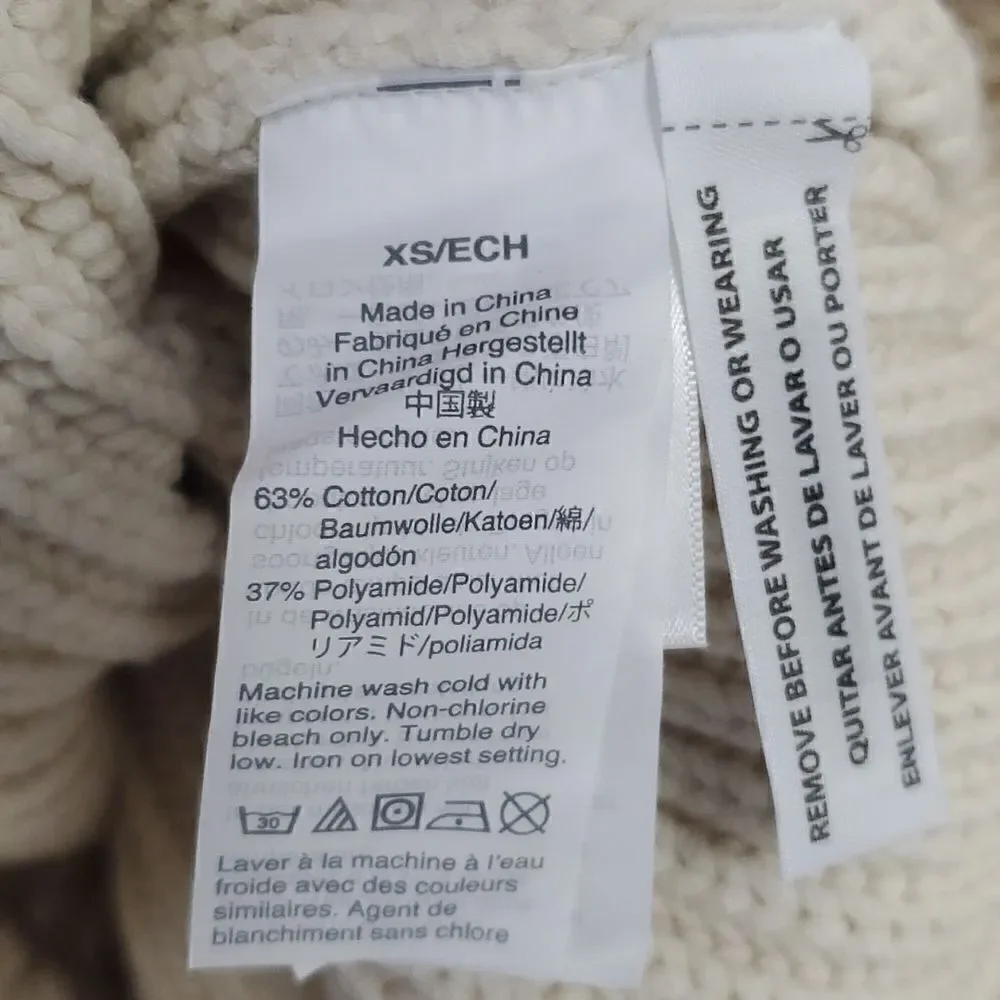 XS/ECH
Made in China
Fabriqué en Chine
in China Hergestellt
Vervaardigd in China
中国製
Hecho en China
63% Cotton/Coton/
Baumwolle/Katoen/綿/
algodón
37% Polyamide/Polyamide/
Polyamid/Polyamide/ポ
リアミド/poliamida
Machine wash cold with
like colors. Non-chlorine
bleach only. Tumble dry
low. Iron on lowest setting.
30
Laver à la machine à l'eau
froide avec des couleurs
similaires. Agent de
blanchiment sans chlore
REMOVE BEFORE WASHING OR WEARING
QUITAR ANTES DE LAVAR O USAR
ENLEVER AVANT DE LAVER OU PORTER